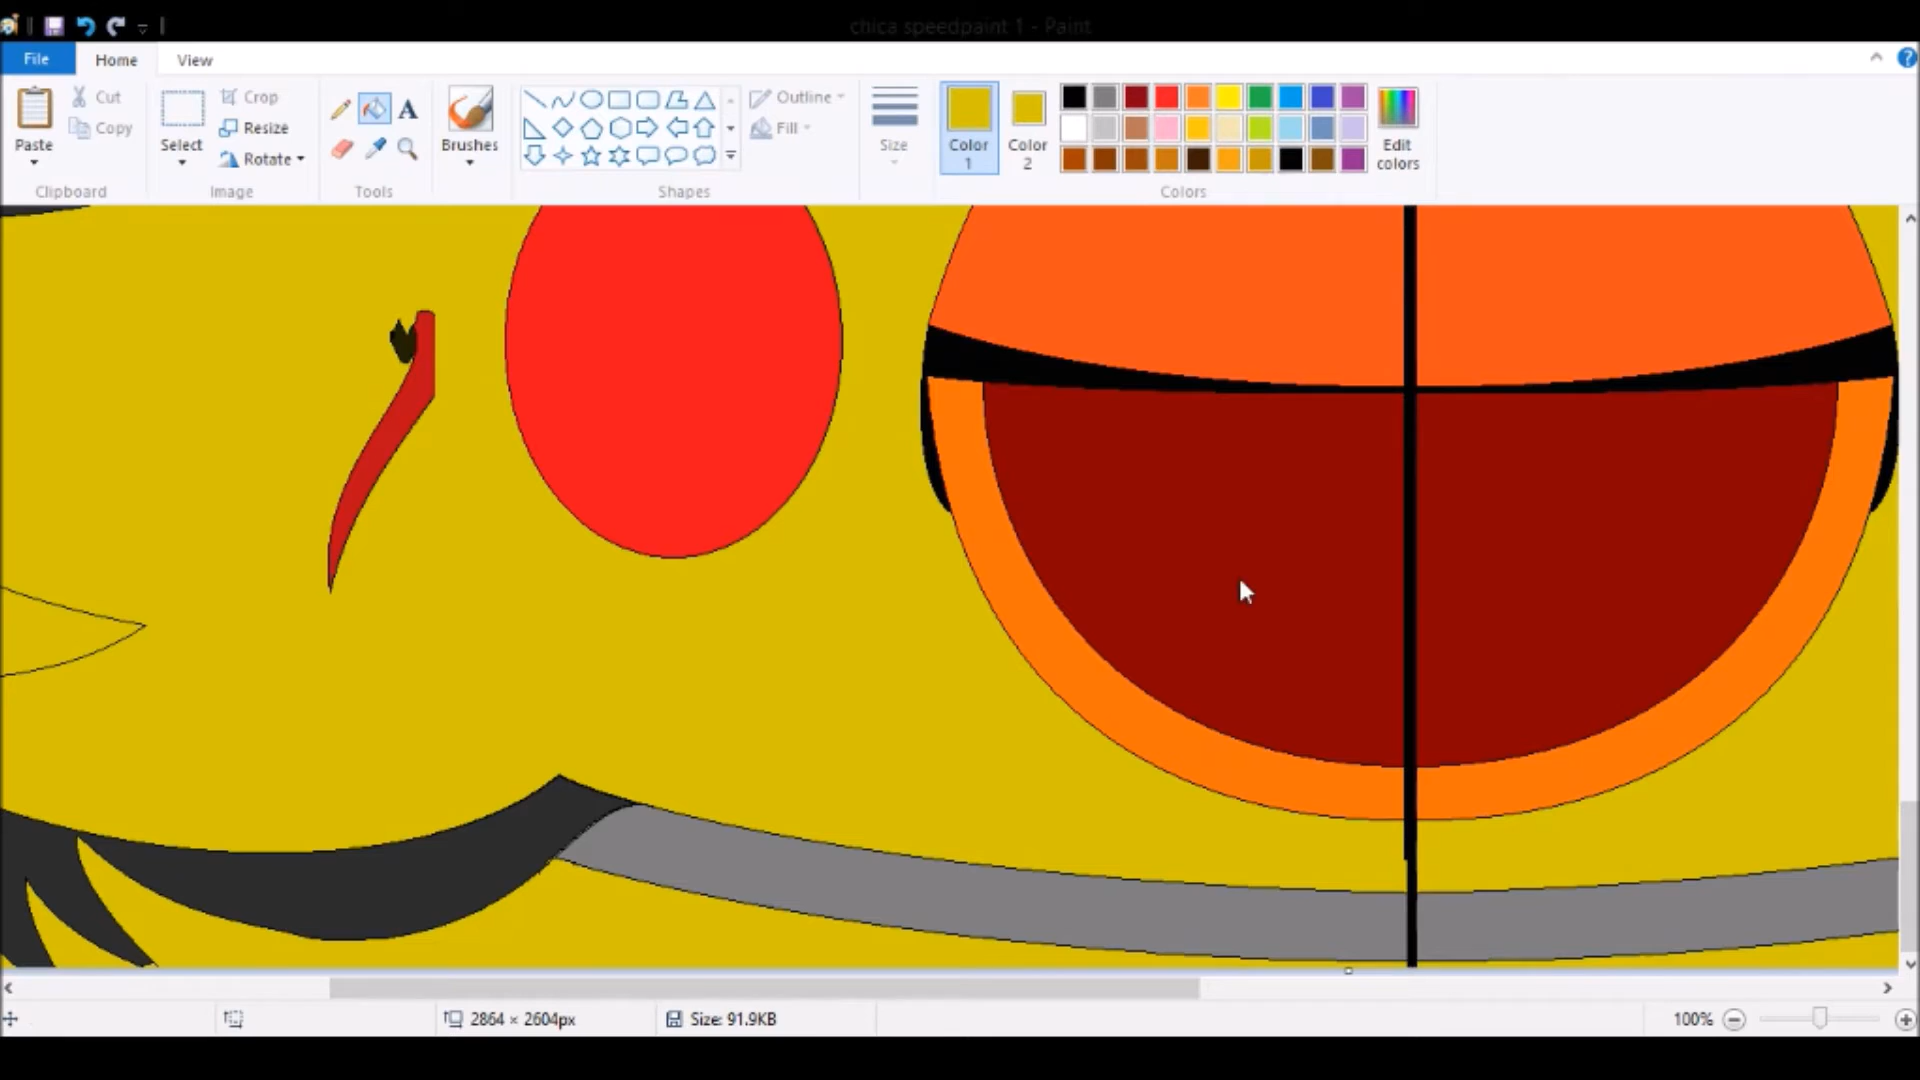 chica speedpaint 1 - Paint
File Home View
Paste
Cut
Copy
Clipboard
Select
Crop
Resize
Rotate
Image
A
Tools
Brushes
Shapes
Outline
Fill
Size
Color 1
Color 2
Edit colors
Colors
2864 × 2604px
Size: 91.9KB
100%